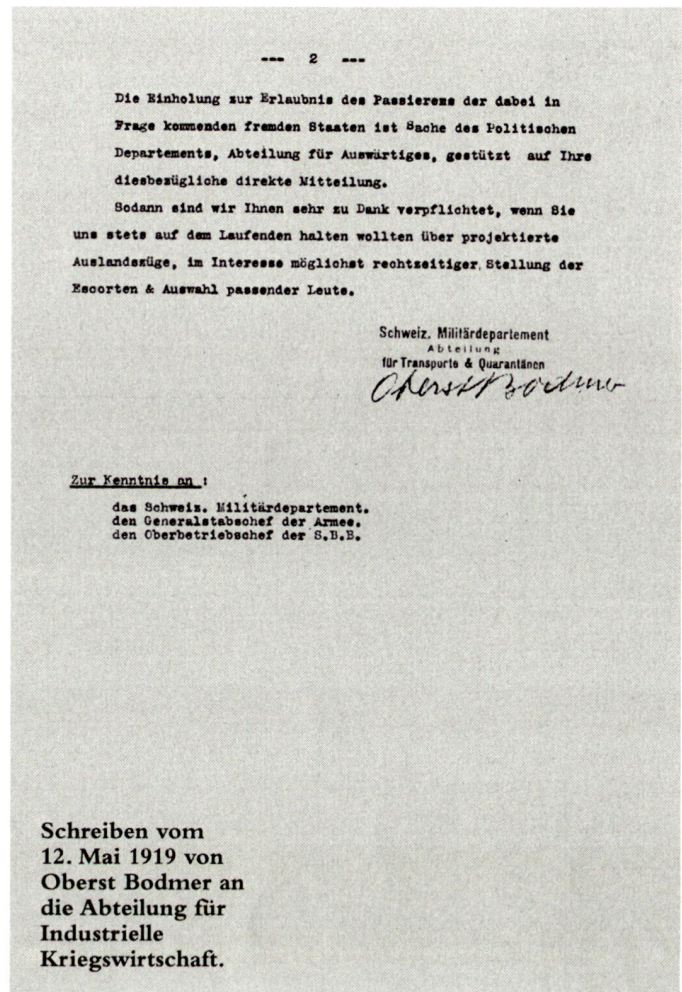 --- 2 ---
Die Einholung zur Erlaubnis des Passierens der dabei in
Frage kommenden fremden Staaten ist Sache des Politischen
Departements, Abteilung für Auswärtiges, gestützt auf Ihre
diesbezügliche direkte Mitteilung.
Sodann sind wir Ihnen sehr zu Dank verpflichtet, wenn Sie
uns stets auf dem Laufenden halten wollten über projektierte
Auslandszüge, im Interesse möglichst rechtzeitiger Stellung der
Escorten & Auswahl passender Leute.
Schweiz. Militärdepartement
Abteilung
für Transporte & Quarantänen
Oberst Bodmer
Zur Kenntnis an :
das Schweiz. Militärdepartement.
den Generalstabschef der Armee.
den Oberbetriebschef der S.B.B.
Schreiben vom
12. Mai 1919 von
Oberst Bodmer an
die Abteilung für
Industrielle
Kriegswirtschaft.